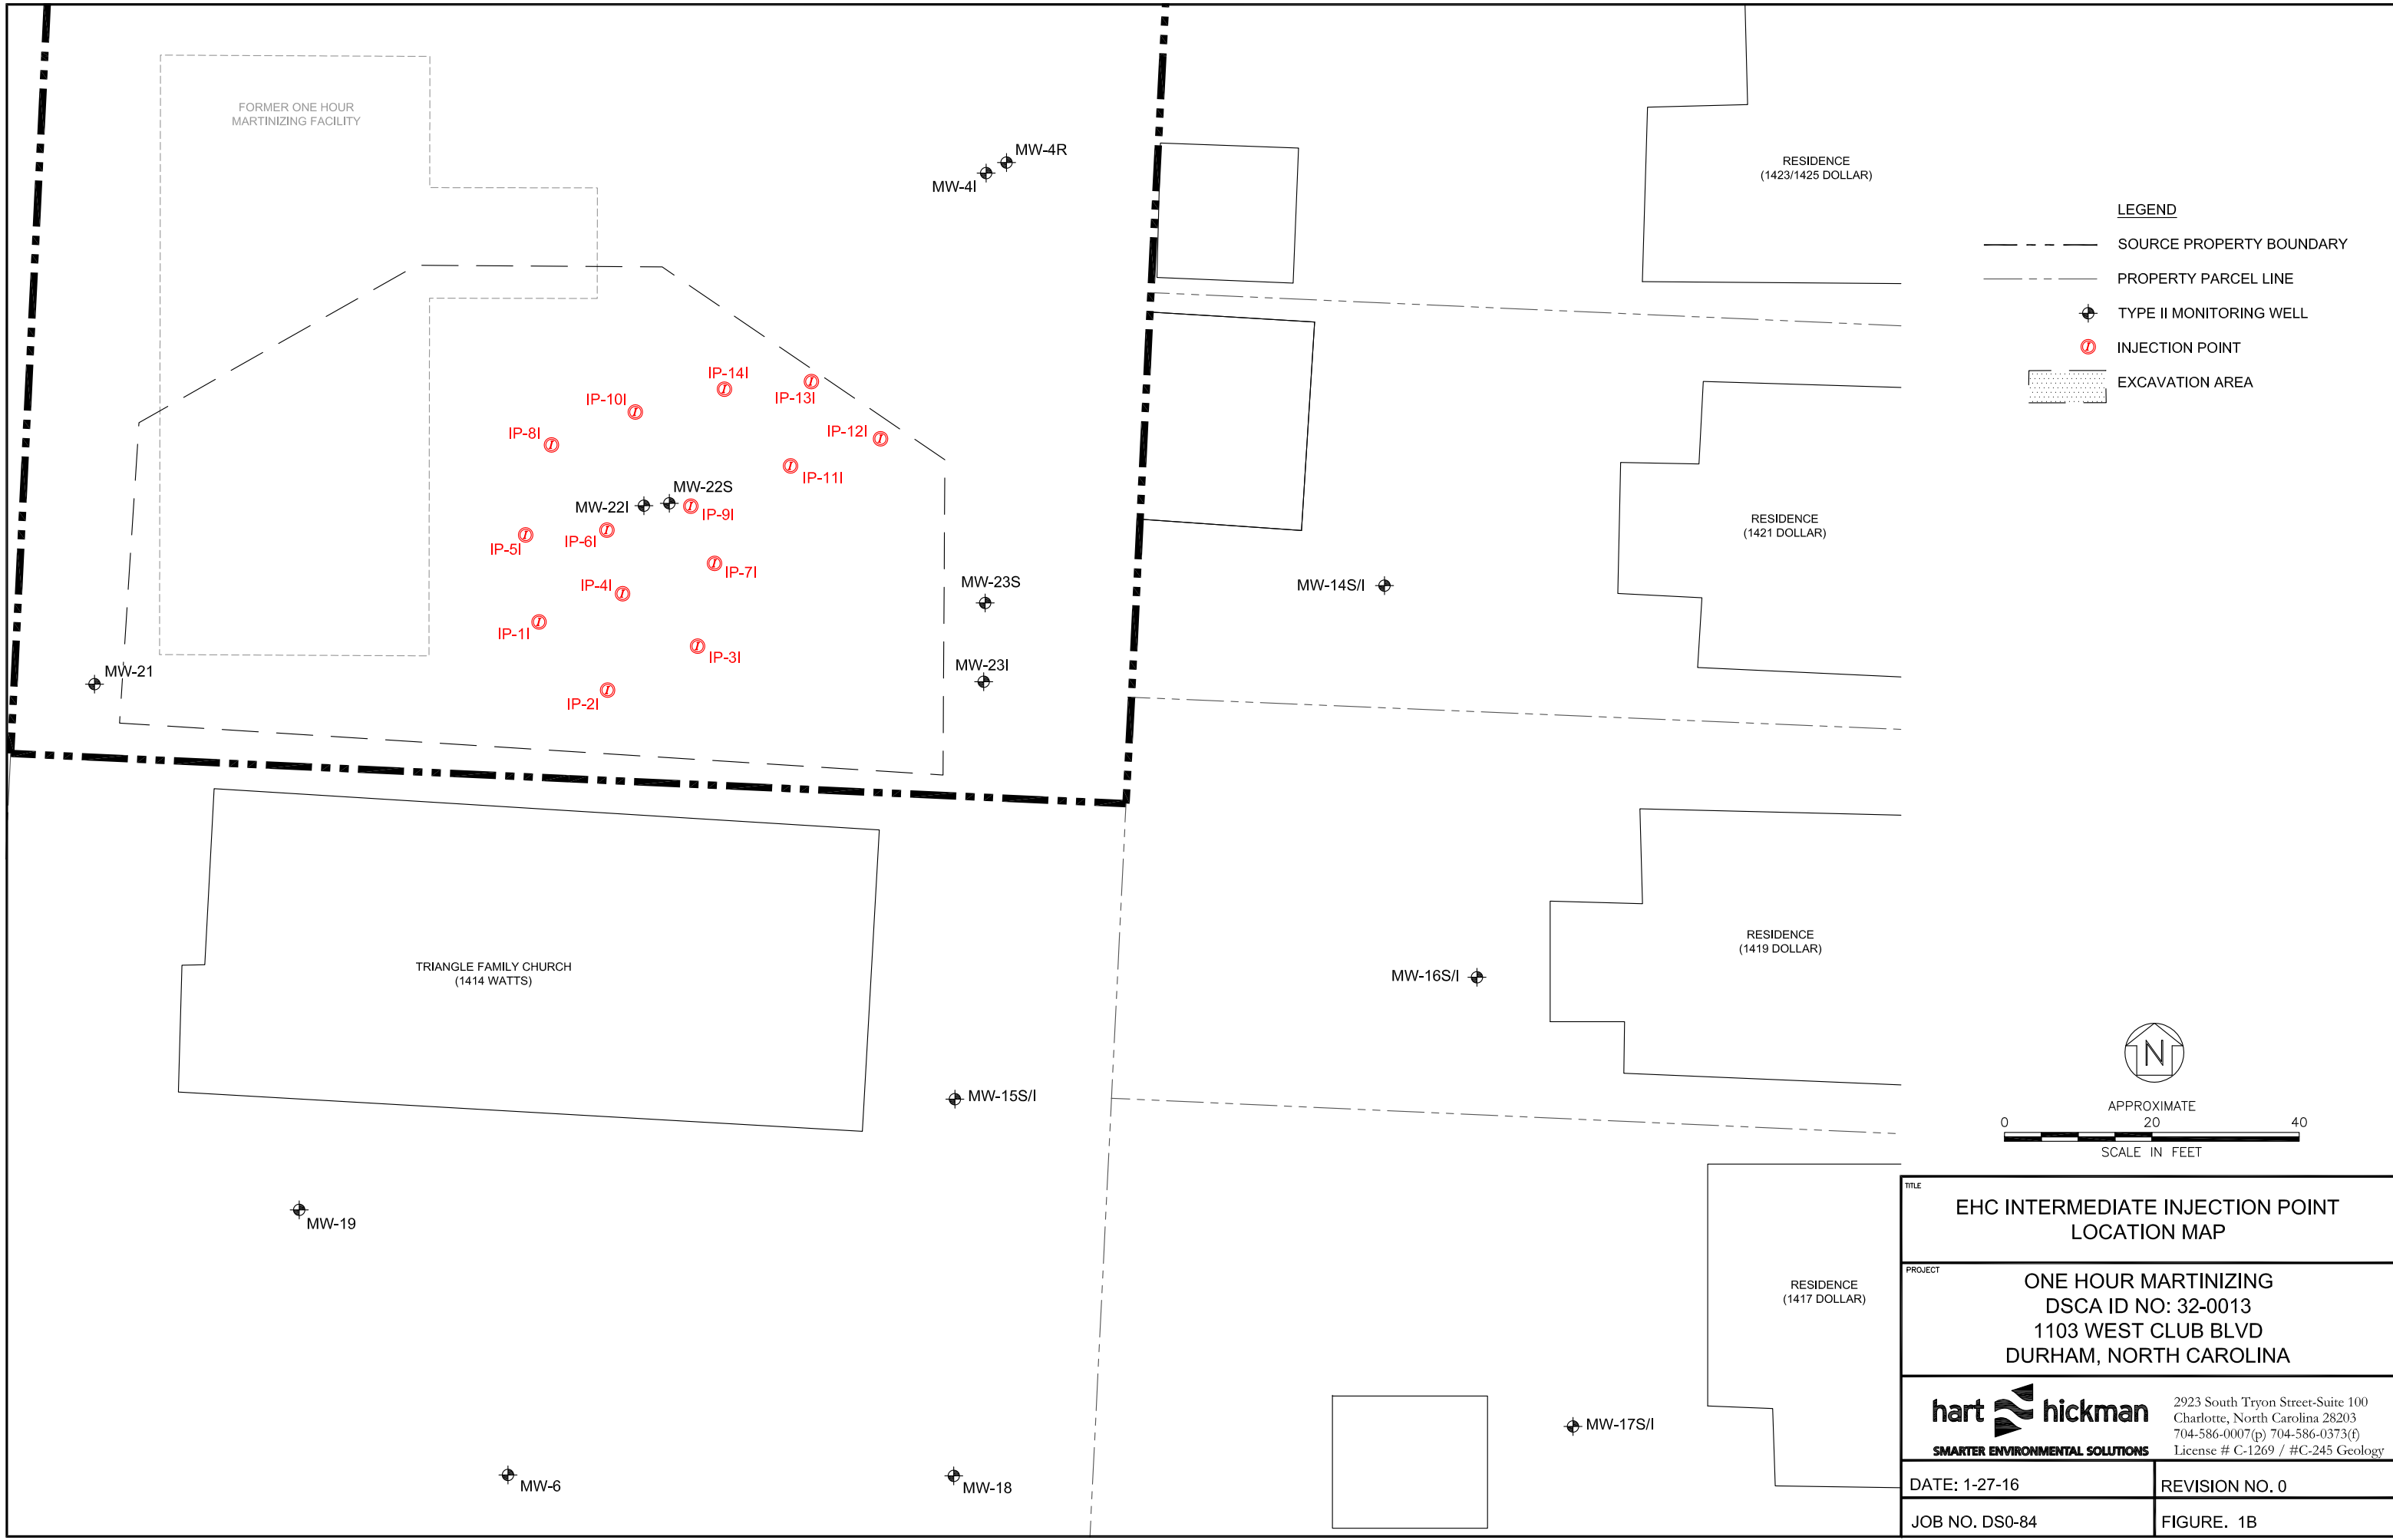 FORMER ONE HOUR
MARTINIZING FACILITY
MW-4R
MW-4I
RESIDENCE
(1423/1425 DOLLAR)
LEGEND
SOURCE PROPERTY BOUNDARY
PROPERTY PARCEL LINE
TYPE II MONITORING WELL
INJECTION POINT
EXCAVATION AREA
IP-14I
IP-13I
IP-10I
IP-12I
IP-8I
IP-11I
MW-22S
MW-22I
IP-9I
IP-6I
IP-5I
IP-7I
IP-4I
IP-1I
IP-3I
IP-2I
MW-21
MW-23S
MW-23I
MW-14S/I
RESIDENCE
(1421 DOLLAR)
TRIANGLE FAMILY CHURCH
(1414 WATTS)
MW-16S/I
RESIDENCE
(1419 DOLLAR)
MW-15S/I
MW-19
RESIDENCE
(1417 DOLLAR)
MW-17S/I
MW-6
MW-18
N
APPROXIMATE
0 20 40
SCALE IN FEET
TITLE
EHC INTERMEDIATE INJECTION POINT
LOCATION MAP
PROJECT
ONE HOUR MARTINIZING
DSCA ID NO: 32-0013
1103 WEST CLUB BLVD
DURHAM, NORTH CAROLINA
hart hickman
SMARTER ENVIRONMENTAL SOLUTIONS
2923 South Tryon Street-Suite 100
Charlotte, North Carolina 28203
704-586-0007(p) 704-586-0373(f)
License # C-1269 / #C-245 Geology
DATE: 1-27-16
REVISION NO. 0
JOB NO. DS0-84
FIGURE. 1B